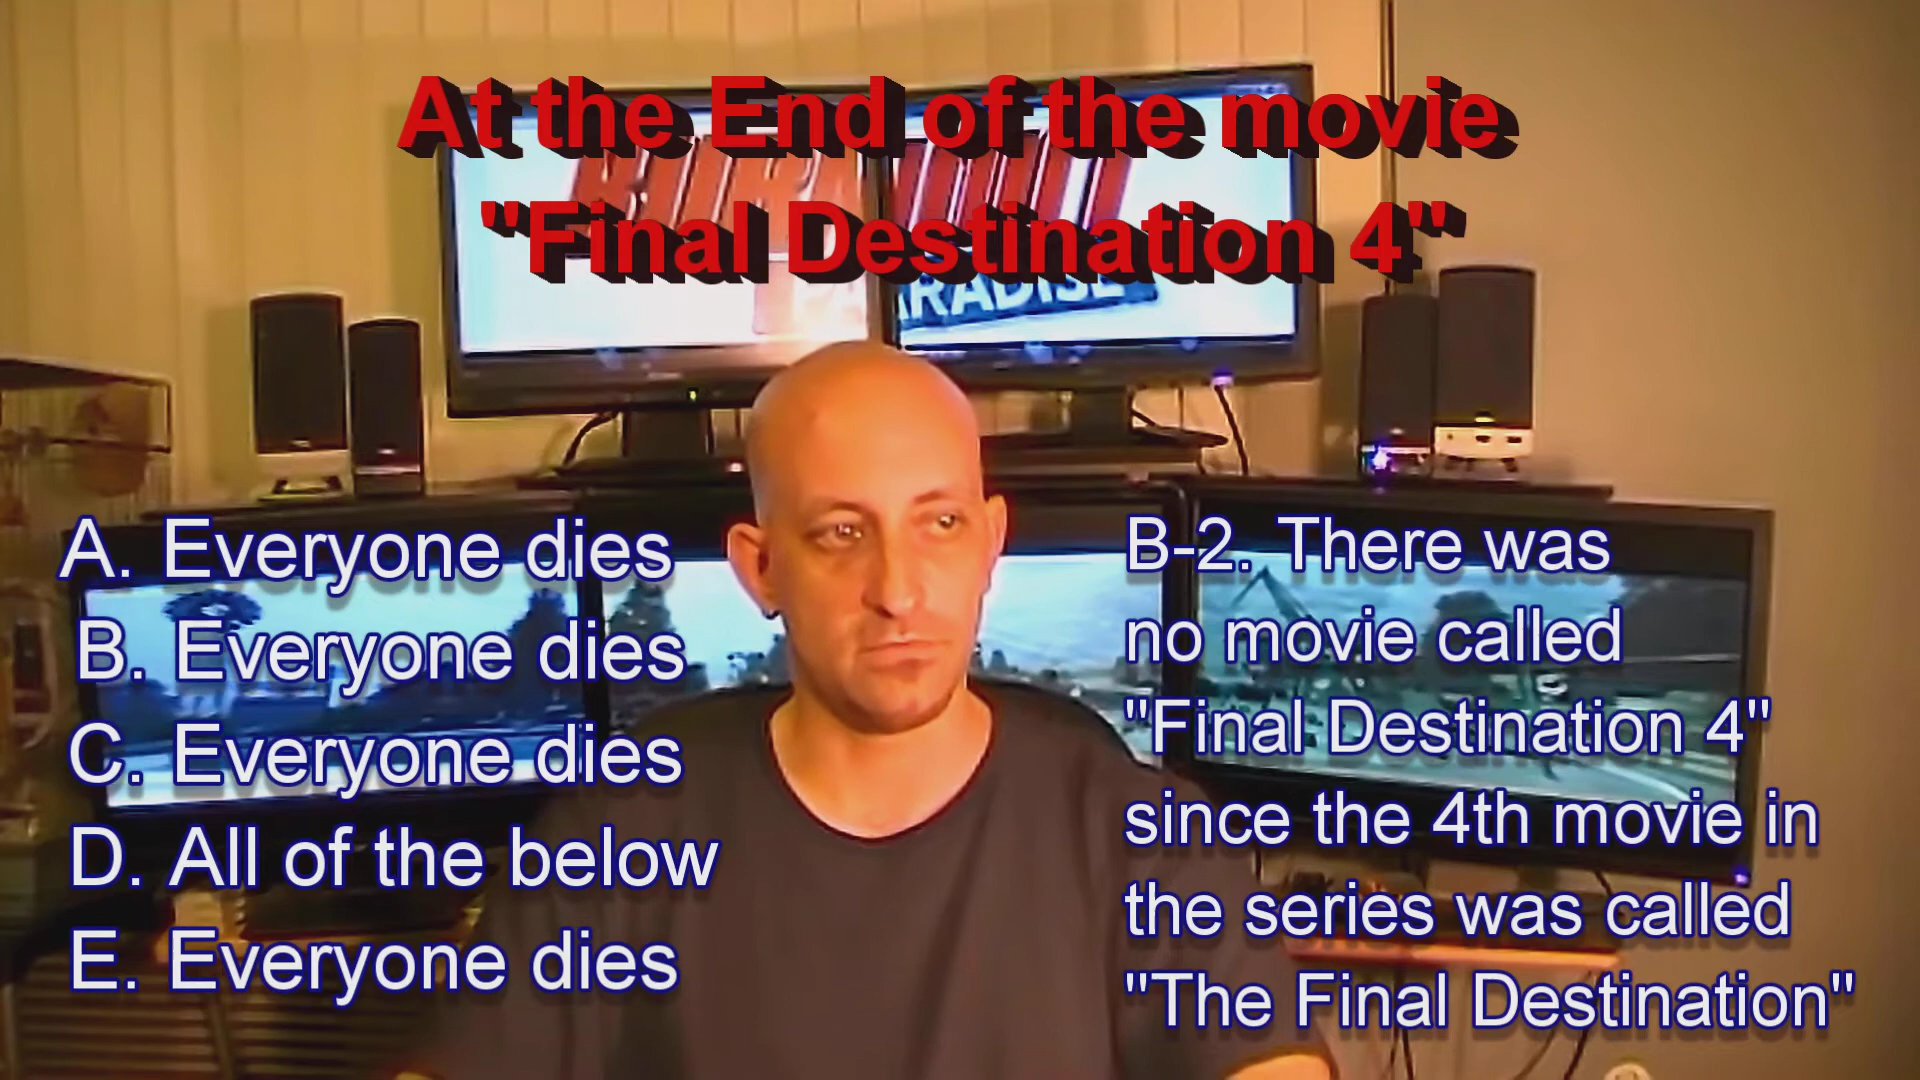 At the End of the movie
"Final Destination 4"
BURNOUT
PARADISE
A. Everyone dies
B. Everyone dies
C. Everyone dies
D. All of the below
E. Everyone dies
B-2. There was
no movie called
"Final Destination 4"
since the 4th movie in
the series was called
"The Final Destination"